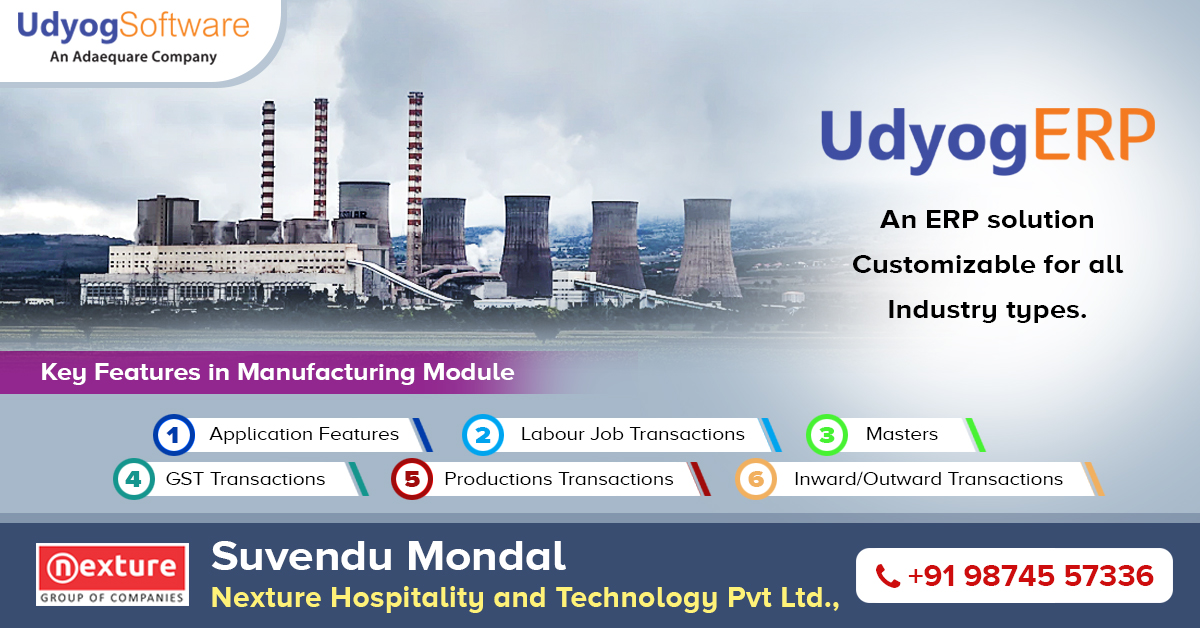 UdyogSoftware
An Adaequare Company
UdyogERP
An ERP solution
Customizable for all
Industry types.
Key Features in Manufacturing Module
1 Application Features
2 Labour Job Transactions
3 Masters
4 GST Transactions
5 Productions Transactions
6 Inward/Outward Transactions
nexture
GROUP OF COMPANIES
Suvendu Mondal
Nexture Hospitality and Technology Pvt Ltd.,
+91 98745 57336